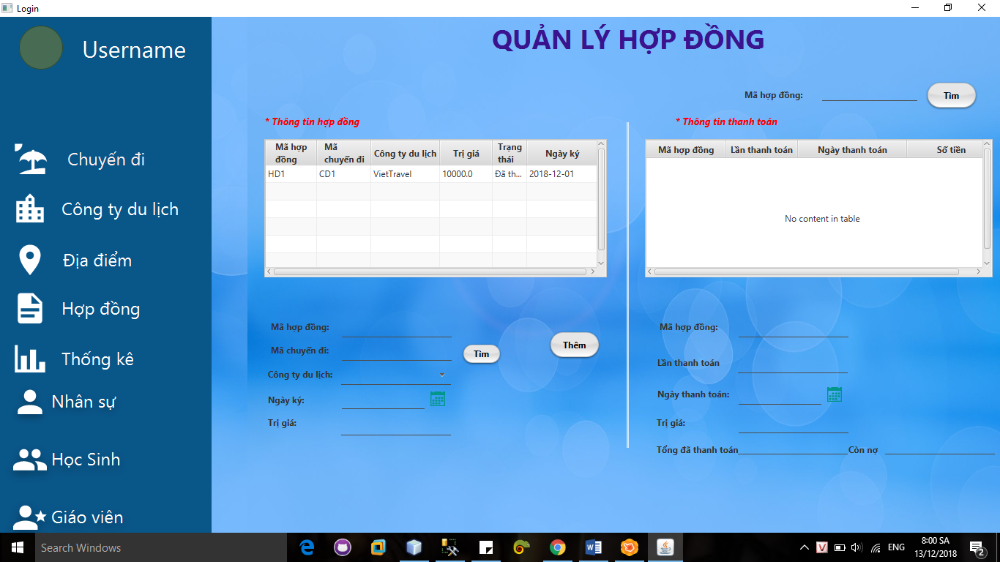 Login
Username
Chuyến đi
Công ty du lịch
Địa điểm
Hợp đồng
Thống kê
Nhân sự
Học Sinh
Giáo viên
QUẢN LÝ HỢP ĐỒNG
Mã hợp đồng:
Tìm
* Thông tin hợp đồng
Mã hợp đồng Mã chuyến đi Công ty du lịch Trị giá Trạng thái Ngày ký
HD1 CD1 VietTravel 10000.0 Đã th... 2018-12-01
Mã hợp đồng:
Mã chuyến đi:
Tìm
Thêm
Công ty du lịch:
Ngày ký:
Trị giá:
* Thông tin thanh toán
Mã hợp đồng Lần thanh toán Ngày thanh toán Số tiền
No content in table
Mã hợp đồng:
Lần thanh toán
Ngày thanh toán:
Trị giá:
Tổng đã thanh toán Còn nợ
Search Windows
ENG
8:00 SA
13/12/2018
2